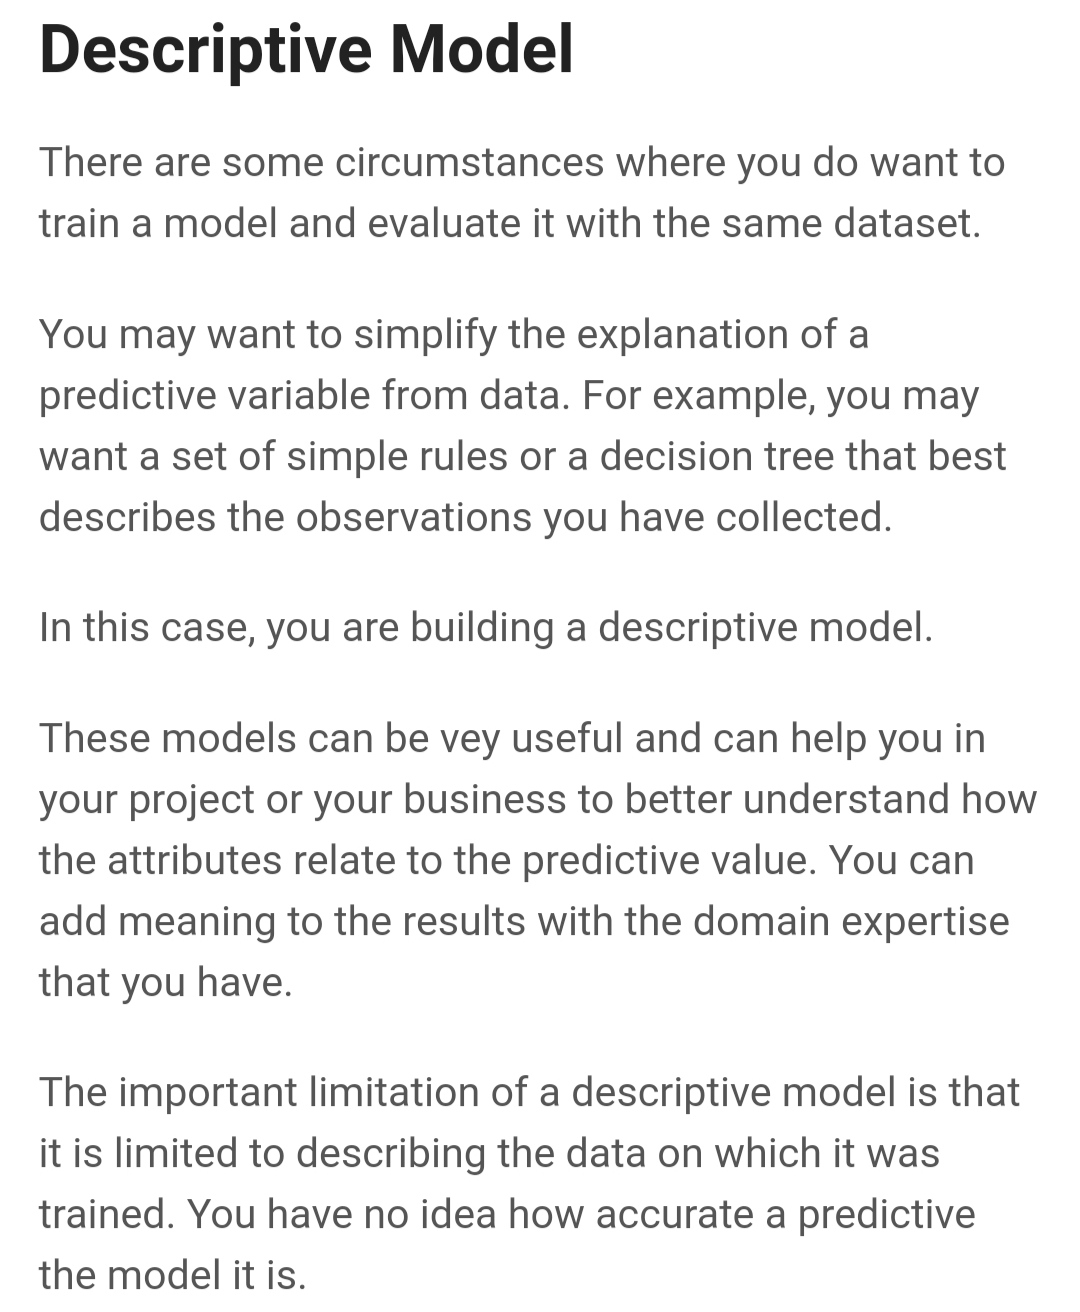 Descriptive Model
There are some circumstances where you do want to
train a model and evaluate it with the same dataset.
You may want to simplify the explanation of a
predictive variable from data. For example, you may
want a set of simple rules or a decision tree that best
describes the observations you have collected.
In this case, you are building a descriptive model.
These models can be vey useful and can help you in
your project or your business to better understand how
the attributes relate to the predictive value. You can
add meaning to the results with the domain expertise
that you have.
The important limitation of a descriptive model is that
it is limited to describing the data on which it was
trained. You have no idea how accurate a predictive
the model it is.